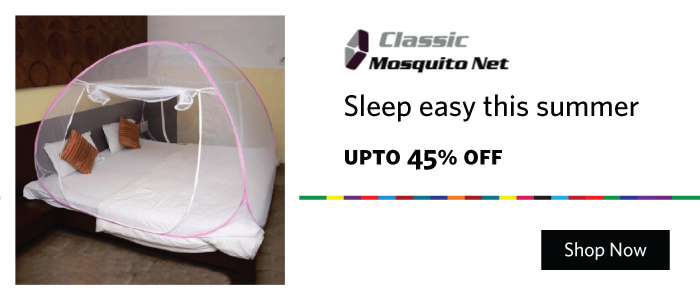 Classic
Mosquito Net
Sleep easy this summer
UPTO 45% OFF
Shop Now